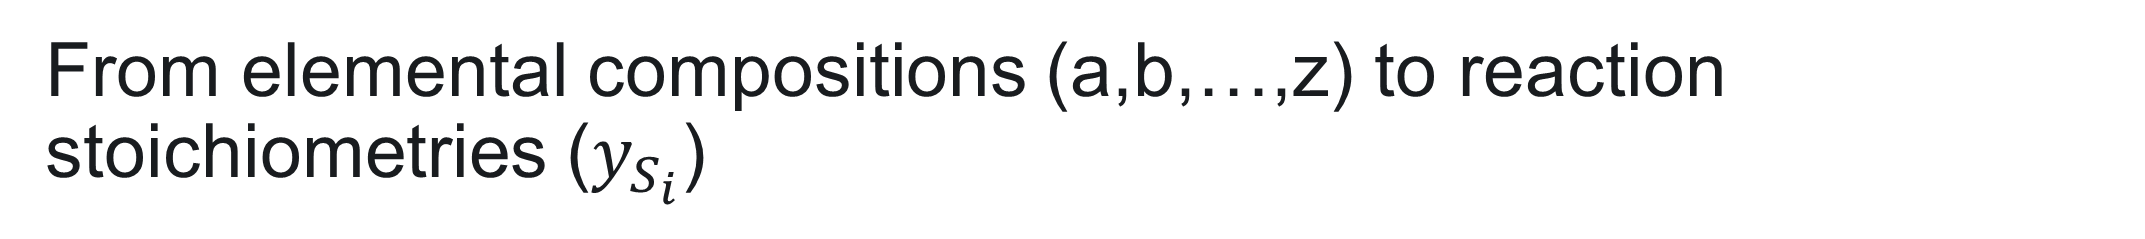 From elemental compositions (a,b,…,z) to reaction
stoichiometries ($y_{S_i}$)